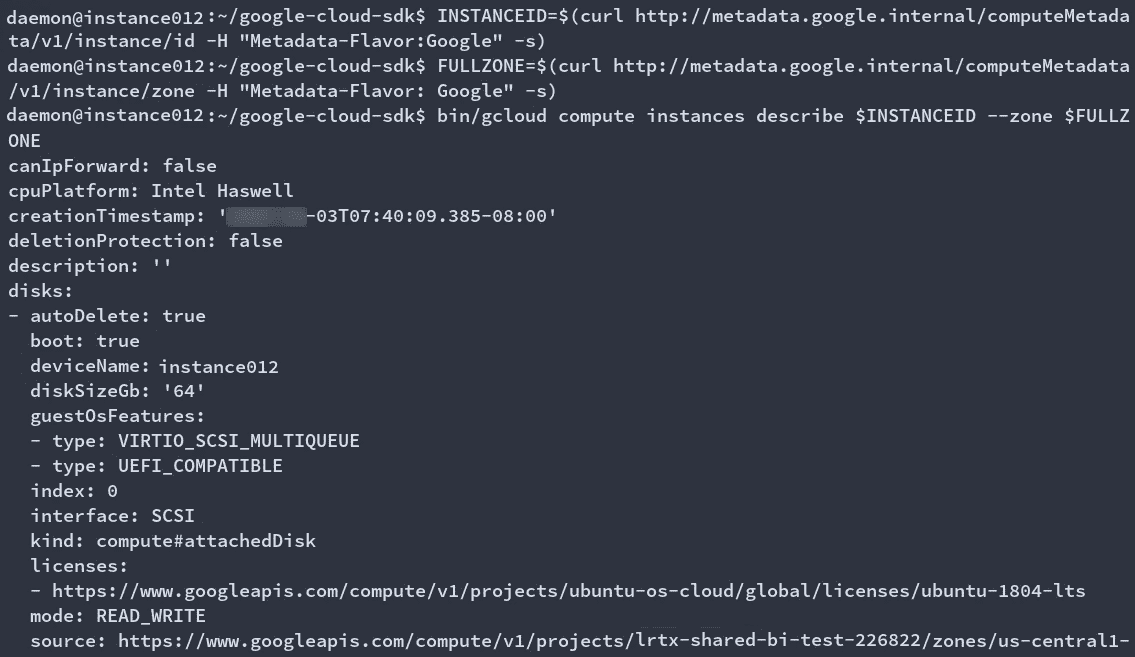 daemon@instance012:~/google-cloud-sdk$ INSTANCEID=$(curl http://metadata.google.internal/computeMetada
ta/v1/instance/id -H "Metadata-Flavor:Google" -s)
daemon@instance012:~/google-cloud-sdk$ FULLZONE=$(curl http://metadata.google.internal/computeMetadata
/v1/instance/zone -H "Metadata-Flavor: Google" -s)
daemon@instance012:~/google-cloud-sdk$ bin/gcloud compute instances describe $INSTANCEID --zone $FULLZ
ONE
canIpForward: false
cpuPlatform: Intel Haswell
creationTimestamp: '-03T07:40:09.385-08:00'
deletionProtection: false
description: ''
disks:
- autoDelete: true
  boot: true
  deviceName: instance012
  diskSizeGb: '64'
  guestOsFeatures:
  - type: VIRTIO_SCSI_MULTIQUEUE
  - type: UEFI_COMPATIBLE
  index: 0
  interface: SCSI
  kind: compute#attachedDisk
  licenses:
  - https://www.googleapis.com/compute/v1/projects/ubuntu-os-cloud/global/licenses/ubuntu-1804-lts
  mode: READ_WRITE
  source: https://www.googleapis.com/compute/v1/projects/lrtx-shared-bi-test-226822/zones/us-central1-